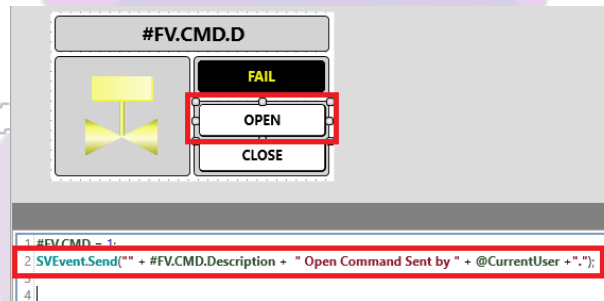 #FV.CMD.D
FAIL
OPEN
CLOSE
1 #FV.CMD = 1;
2 SVEvent.Send("" + #FV.CMD.Description + " Open Command Sent by " + @CurrentUser +".");
3
4